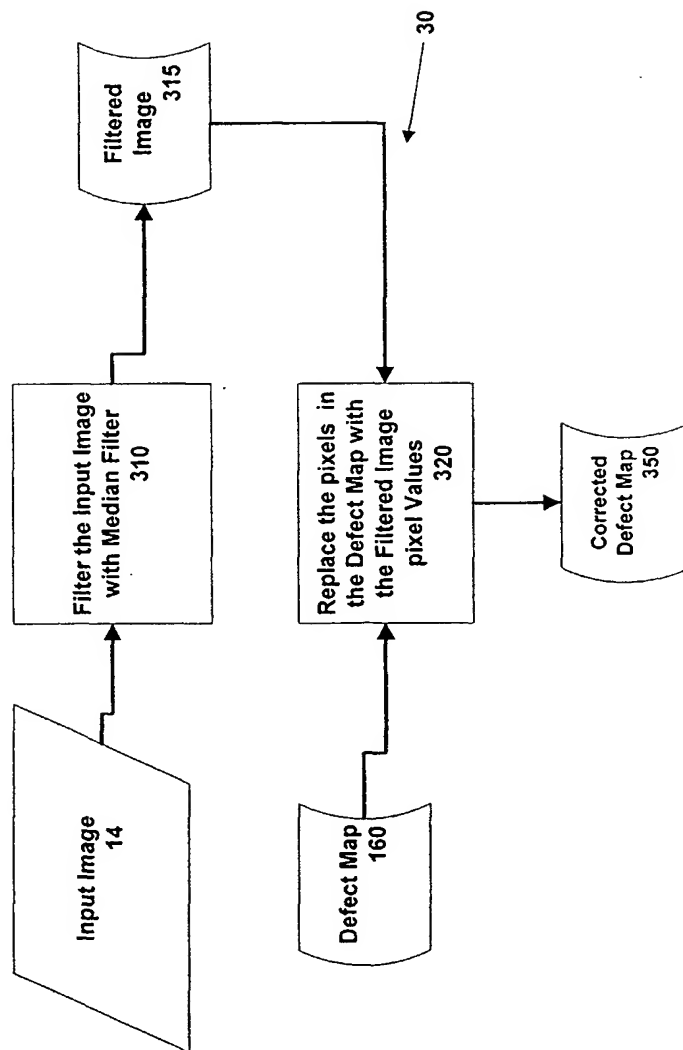 Input Image
14
Filter the Input Image
with Median Filter
310
Filtered
Image
315
30
Defect Map
160
Replace the pixels in
the Defect Map with
the Filtered Image
pixel Values
320
Corrected
Defect Map
350